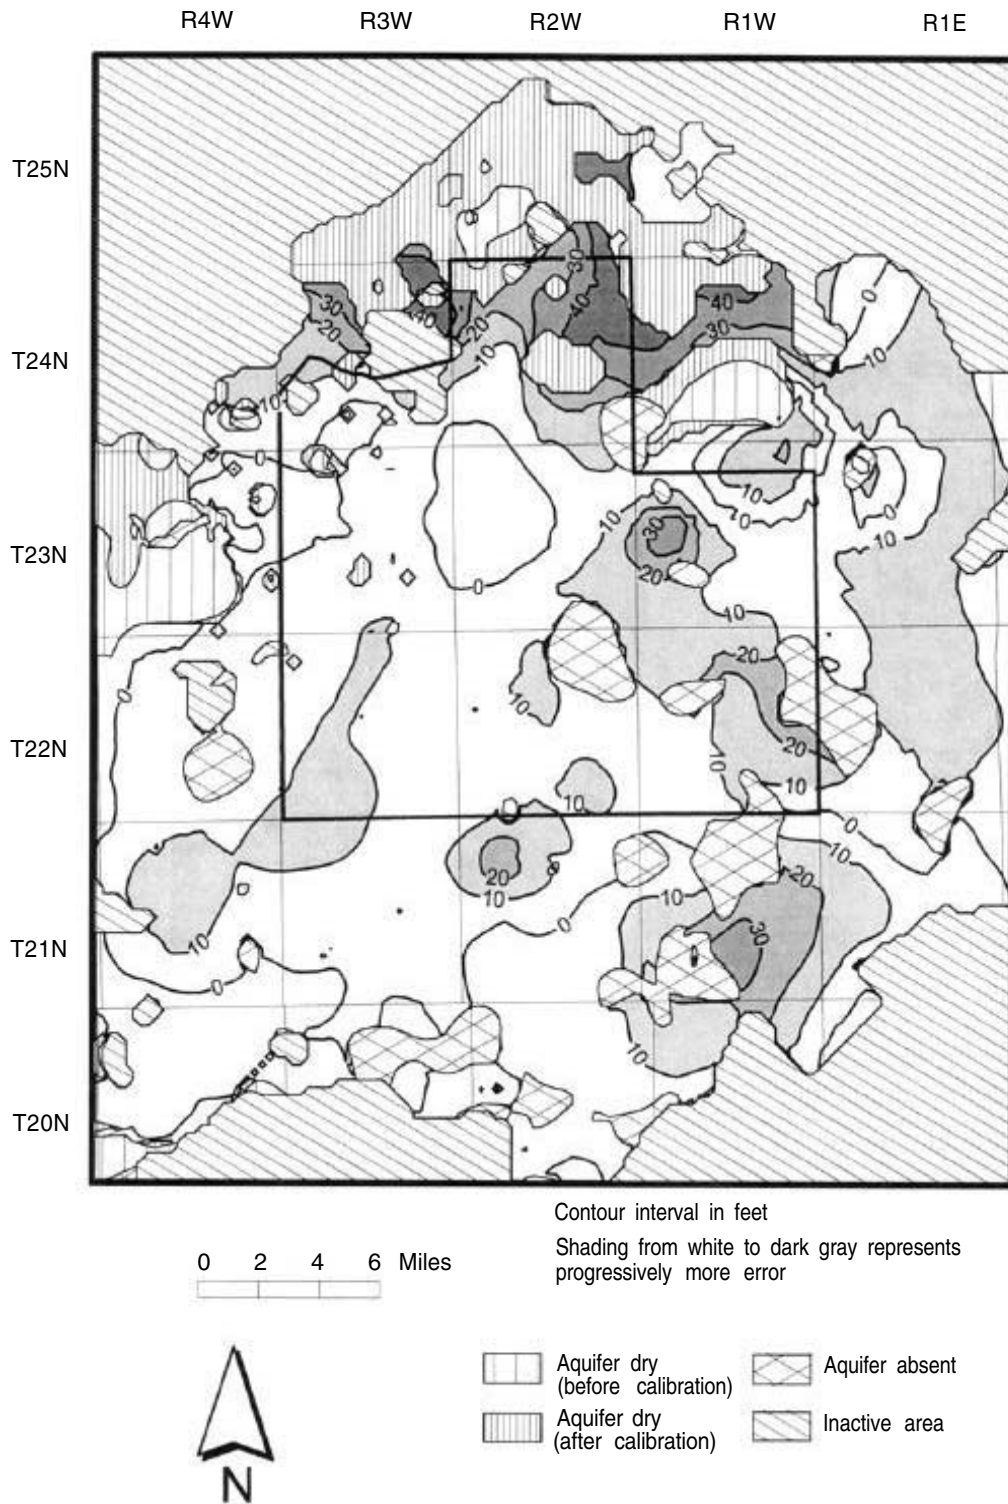 R4W R3W R2W R1W R1E
T25N
T24N
T23N
T22N
T21N
T20N
30
40
40
30
20
40
30
20
10
0
10
10
0
10
0
0
10
10
30
20
0
10
20
10
20
10
10
10
0
0
10
20
10
10
20
0
10
30
10
0
10
Contour interval in feet
Shading from white to dark gray represents
progressively more error
0 2 4 6 Miles
Aquifer dry
(before calibration)
Aquifer absent
Aquifer dry
(after calibration)
Inactive area
N